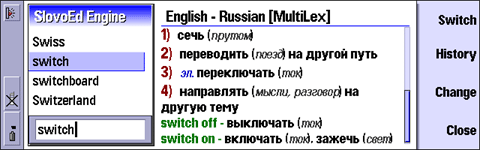 SlovoEd Engine
Swiss
switch
switchboard
Switzerland
switch
English - Russian [MultiLex]
1) сечь (прутом)
2) переводить (поезд) на другой путь
3) эл. переключать (ток)
4) направлять (мысли, разговор) на
другую тему
switch off - выключать (ток)
switch on - включать (ток). зажечь (свет)
Switch
History
Change
Close